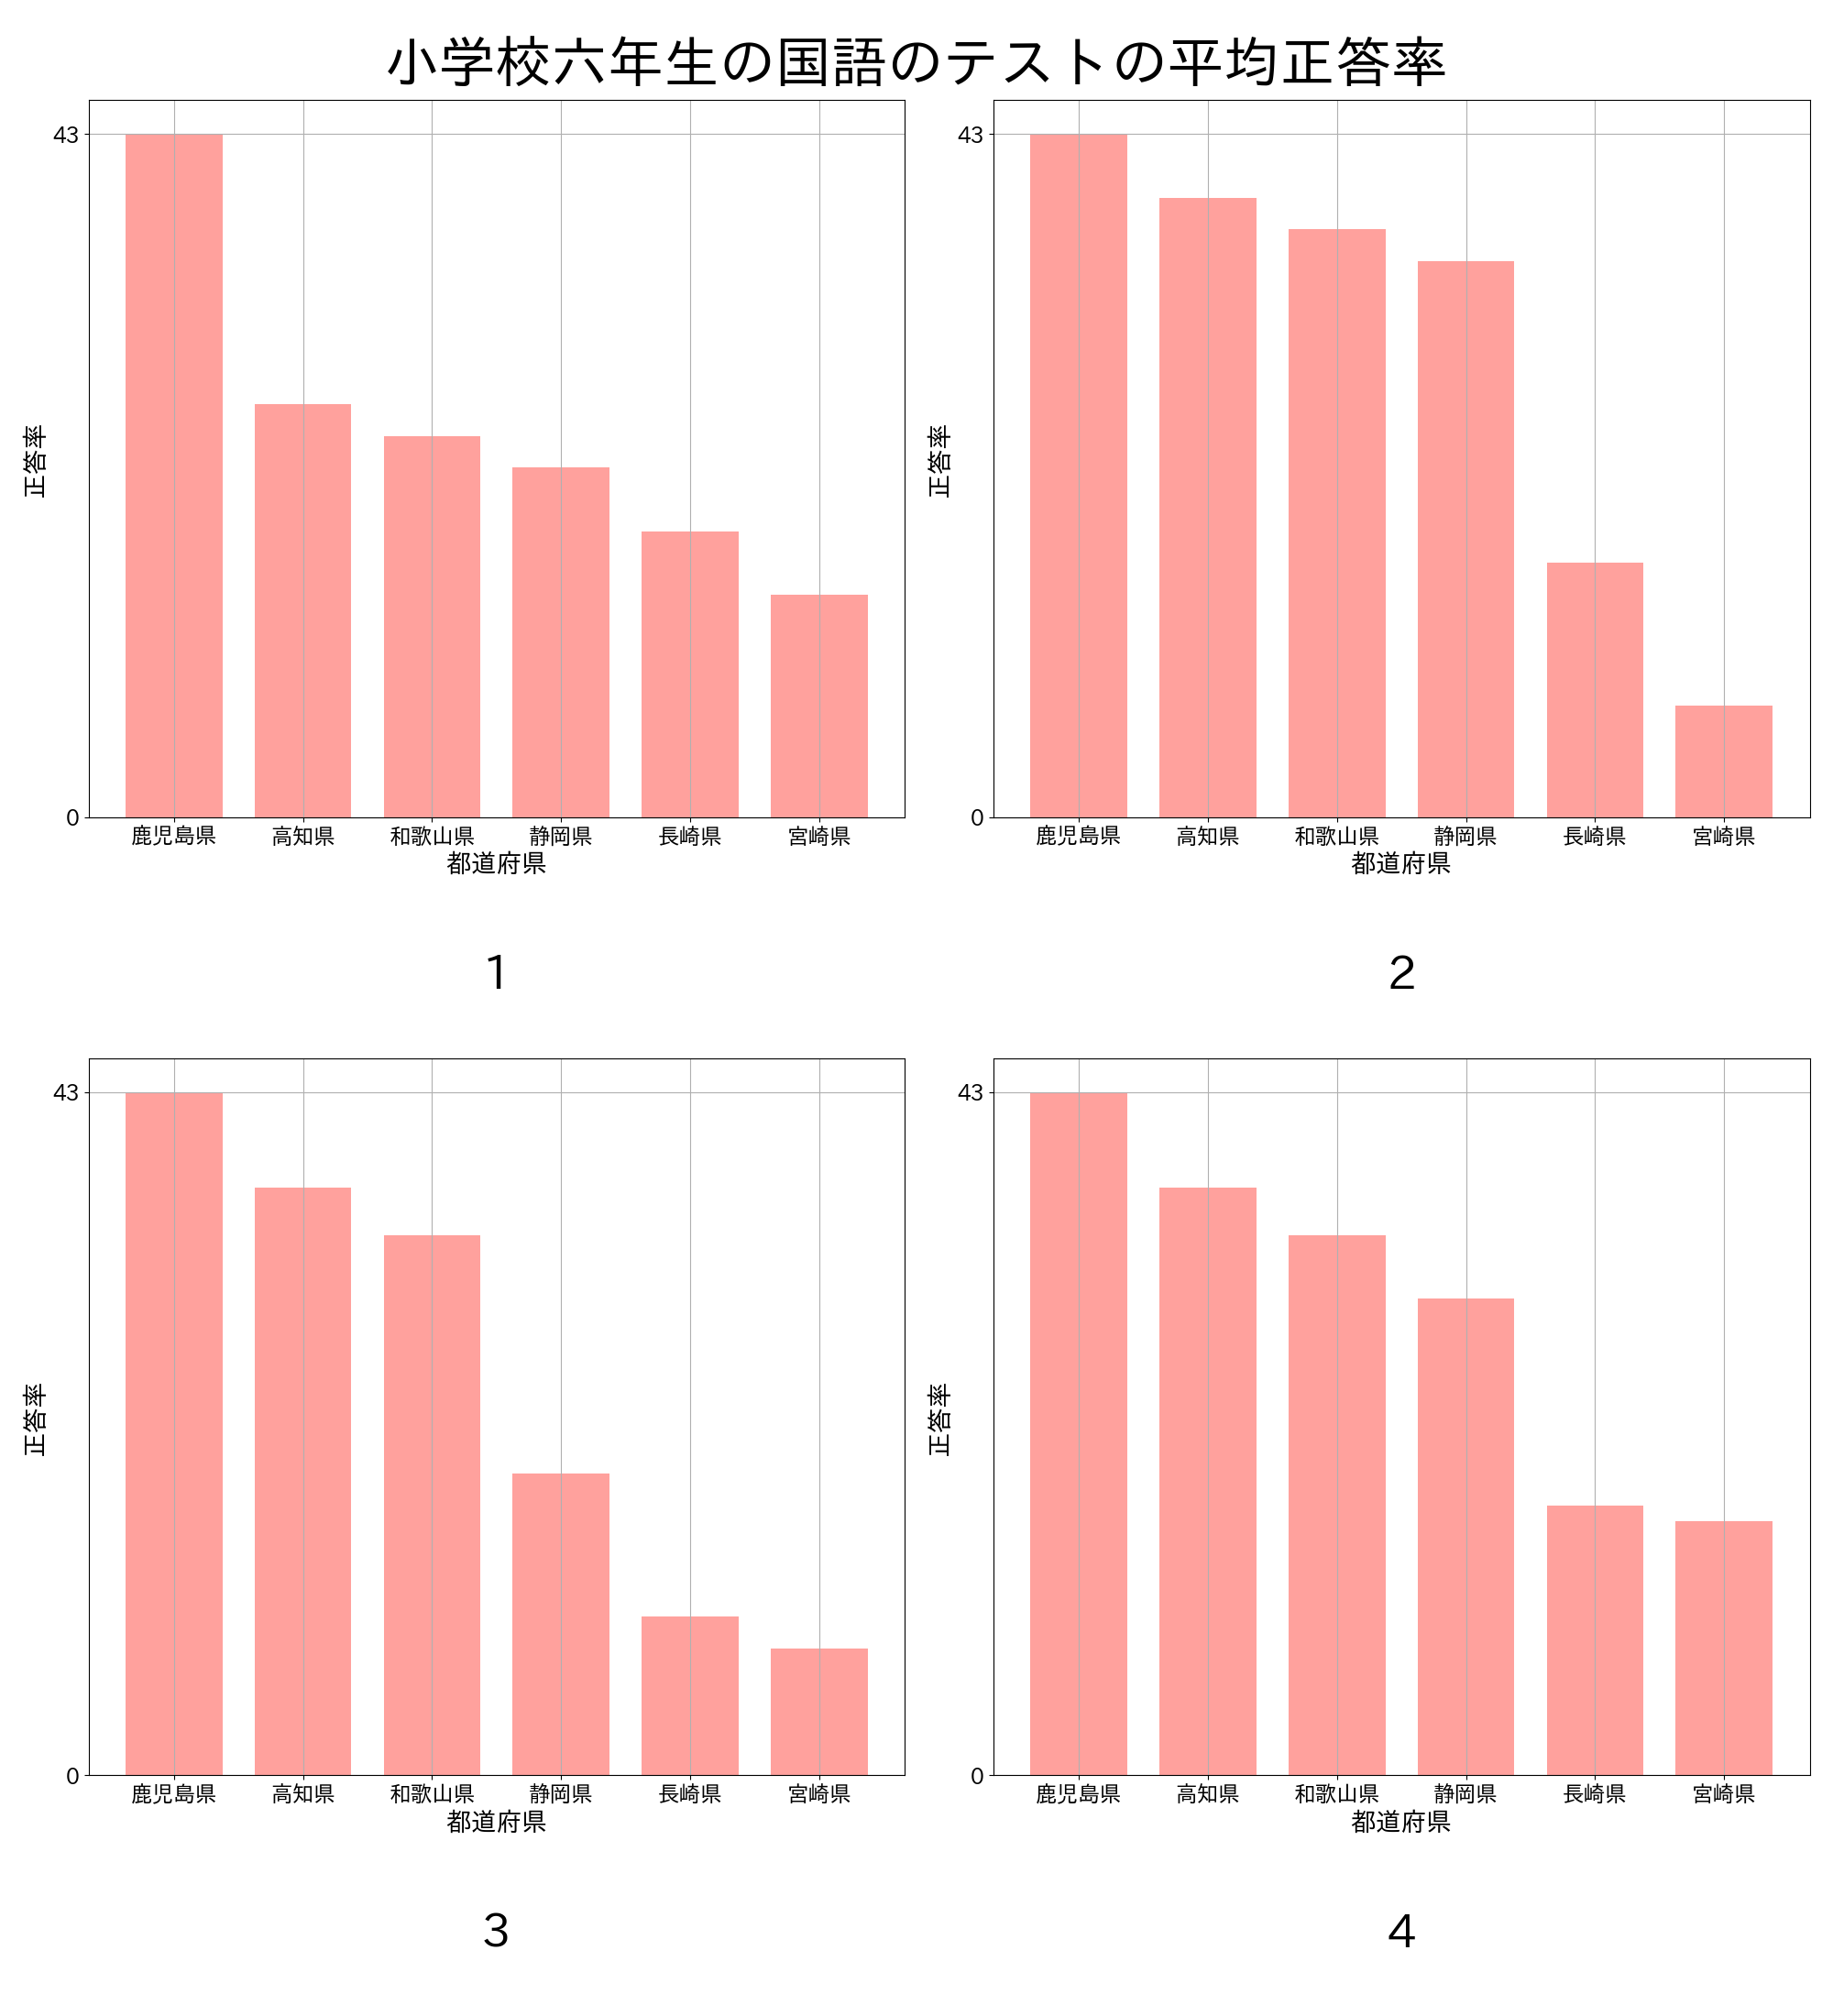 小学校六年生の国語のテストの平均正答率
43
正答率
0
鹿児島県 高知県 和歌山県 静岡県 長崎県 宮崎県
都道府県
1
43
正答率
0
鹿児島県 高知県 和歌山県 静岡県 長崎県 宮崎県
都道府県
2
43
正答率
0
鹿児島県 高知県 和歌山県 静岡県 長崎県 宮崎県
都道府県
3
43
正答率
0
鹿児島県 高知県 和歌山県 静岡県 長崎県 宮崎県
都道府県
4